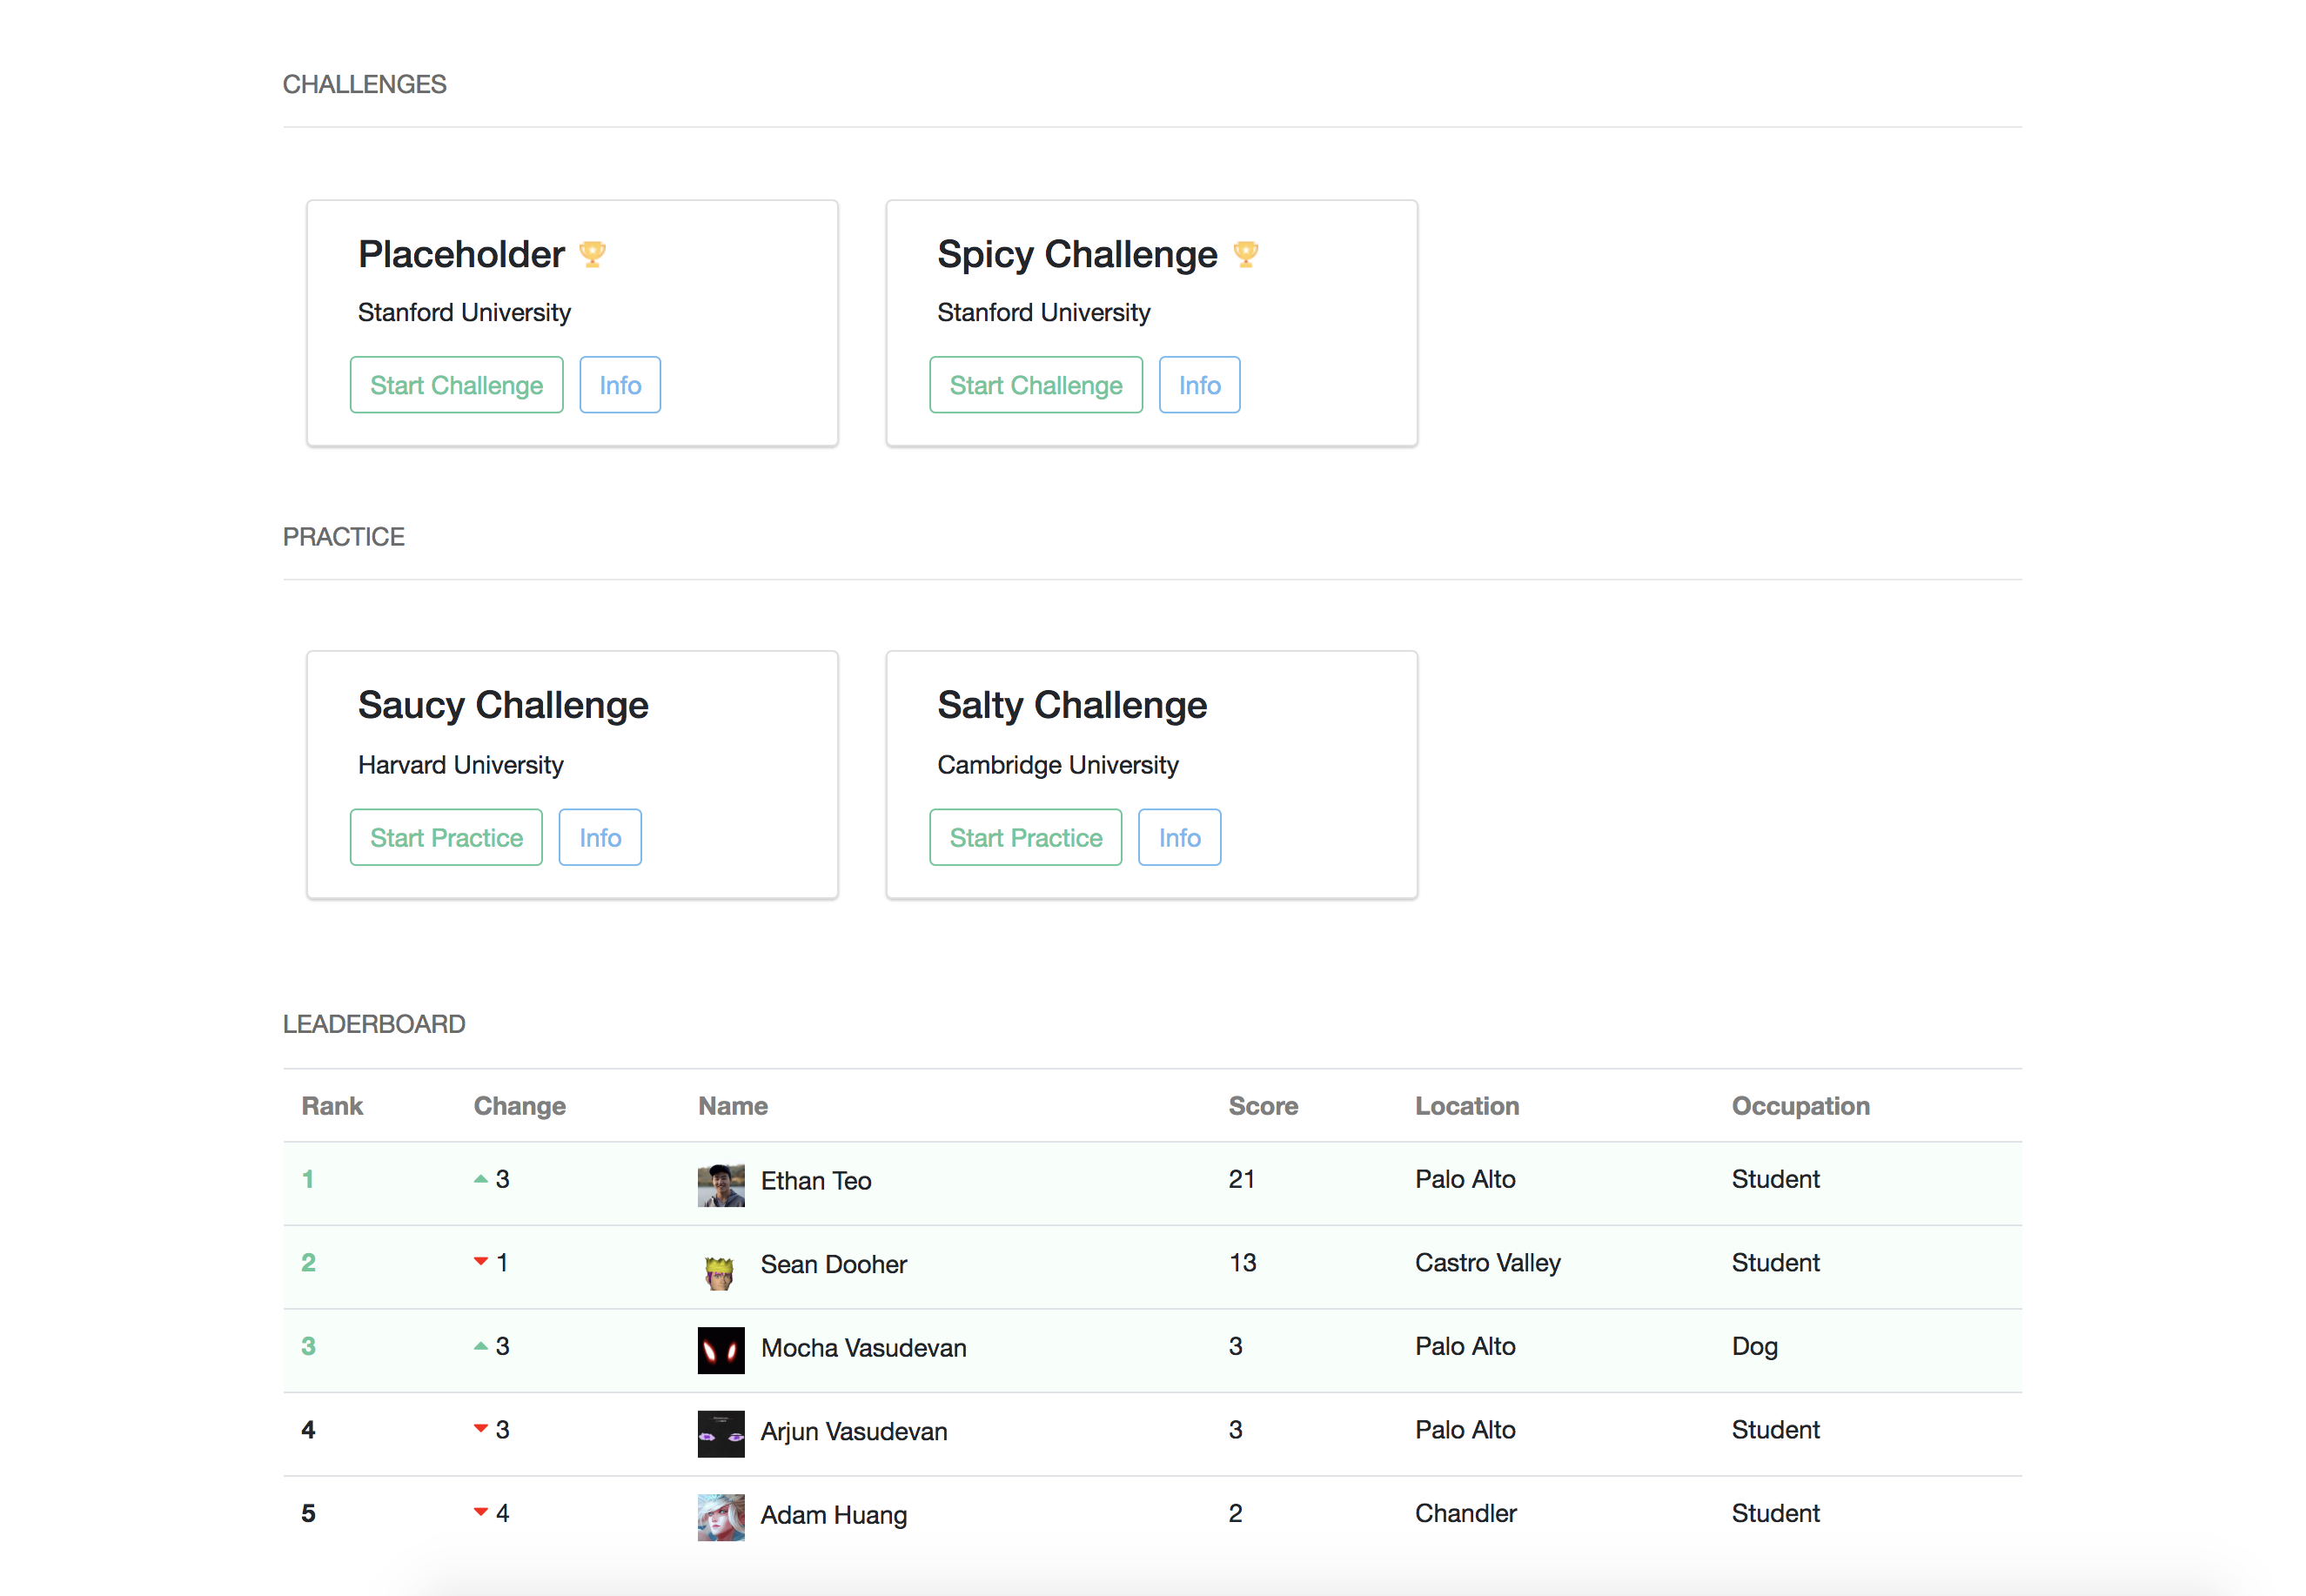 CHALLENGES
Placeholder
Stanford University
Start Challenge Info
Spicy Challenge
Stanford University
Start Challenge Info
PRACTICE
Saucy Challenge
Harvard University
Start Practice Info
Salty Challenge
Cambridge University
Start Practice Info
LEADERBOARD
Rank Change Name Score Location Occupation
1 3 Ethan Teo 21 Palo Alto Student
2 1 Sean Dooher 13 Castro Valley Student
3 3 Mocha Vasudevan 3 Palo Alto Dog
4 3 Arjun Vasudevan 3 Palo Alto Student
5 4 Adam Huang 2 Chandler Student